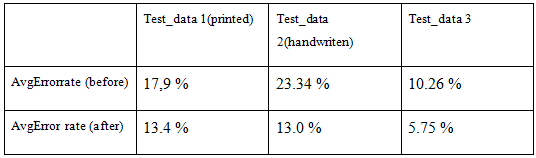 Test_data 1(printed) Test_data 2(handwriten) Test_data 3
AvgErrorrate (before) 17,9 % 23.34 % 10.26 %
AvgError rate (after) 13.4 % 13.0 % 5.75 %